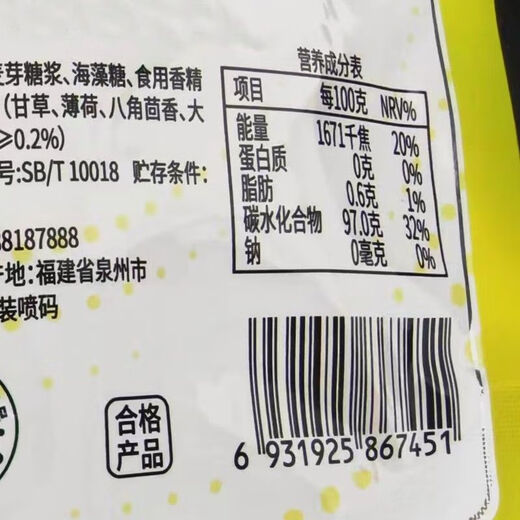 麦芽糖浆、海藻糖、食用香精
（甘草、薄荷、八角茴香、大
≥0.2%)
号:SB/T 10018 贮存条件:
88187888
地：福建省泉州市
装喷码
合格
产品
营养成分表
项目 每100克 NRV%
能量 1671千焦 20%
蛋白质 0克 0%
脂肪 0.6克 1%
碳水化合物 97.0克 32%
钠 0毫克 0%
6 931925 867451